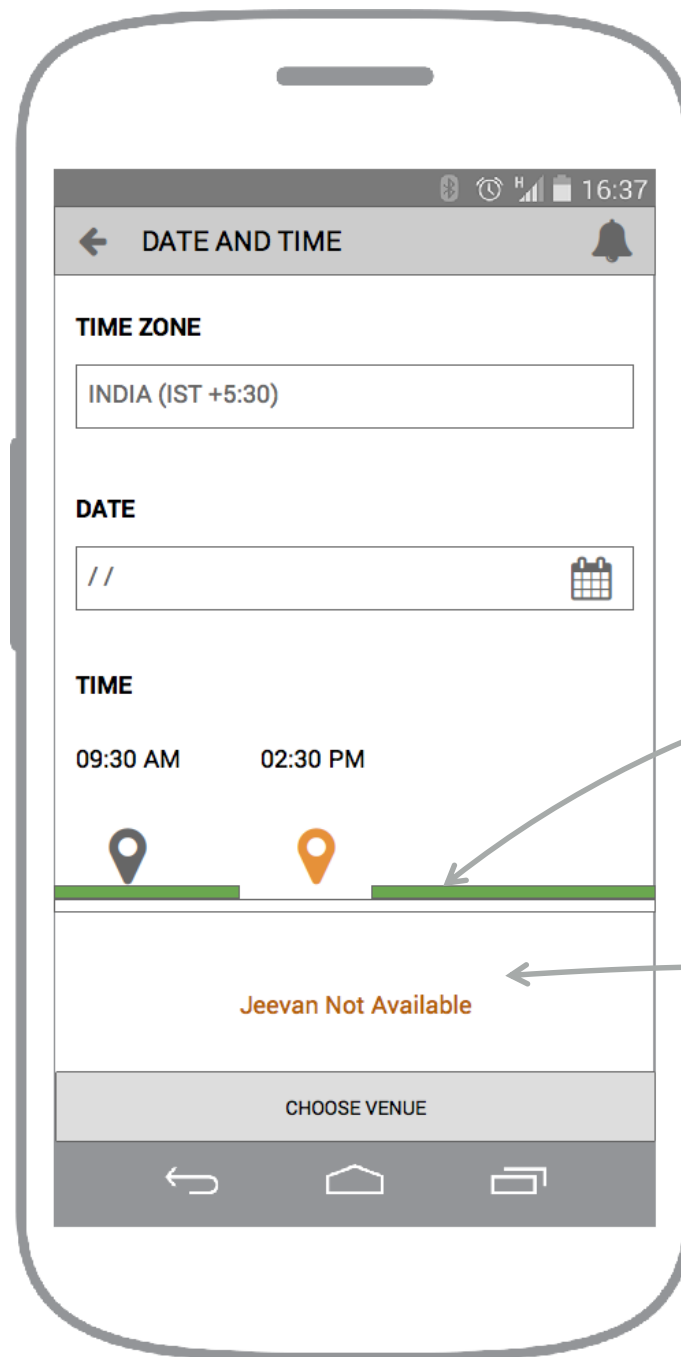 H 16:37
DATE AND TIME
TIME ZONE
INDIA (IST +5:30)
DATE
/ /
TIME
09:30 AM 02:30 PM
Jeevan Not Available
CHOOSE VENUE